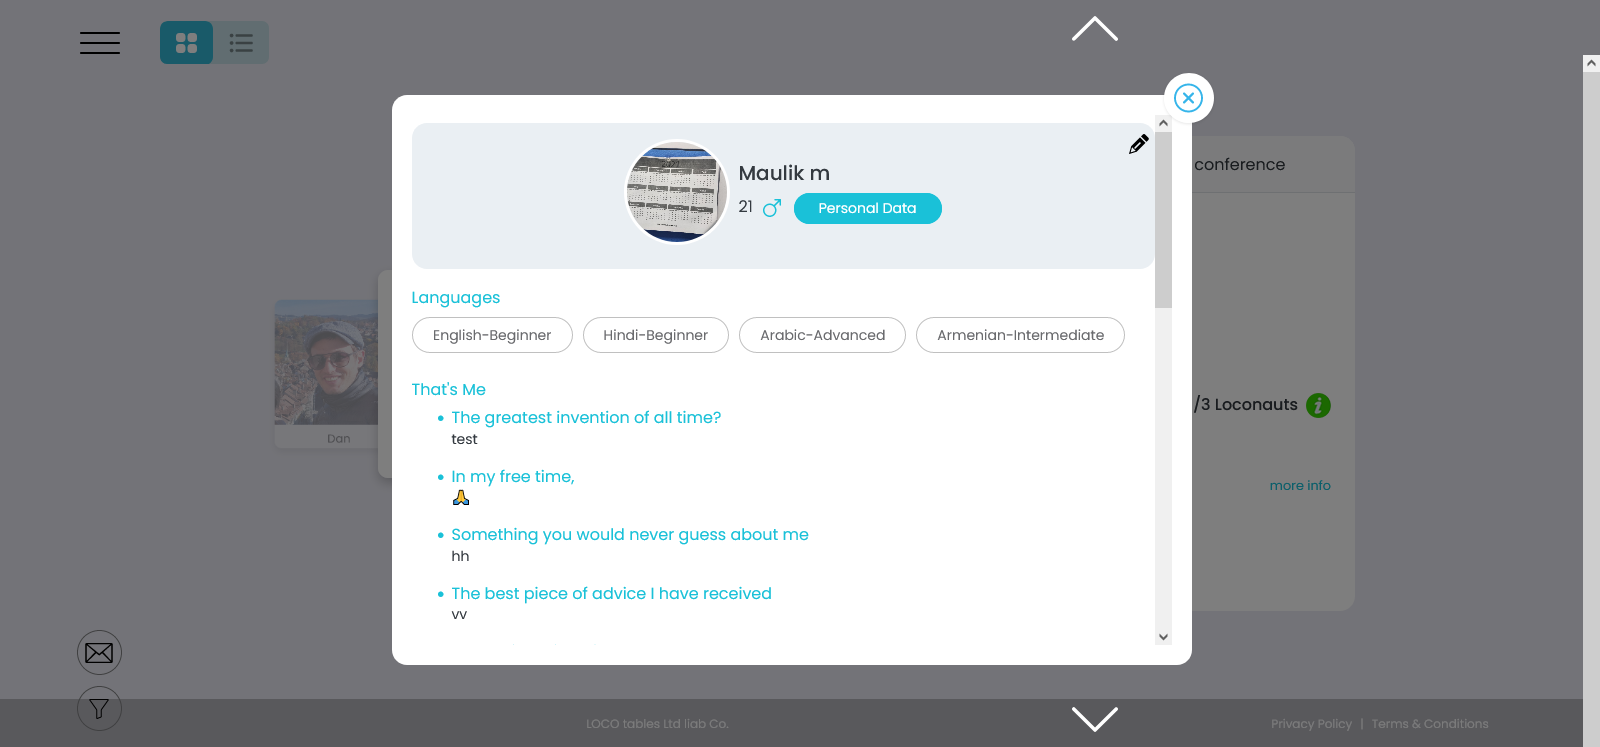 conference
Maulik m
21
Personal Data
Languages
English-Beginner
Hindi-Beginner
Arabic-Advanced
Armenian-Intermediate
That's Me
The greatest invention of all time?
test
/3 Loconauts
Dan
In my free time,
🙏
more info
Something you would never guess about me
hh
The best piece of advice I have received
vv
LOCO tables Ltd liab Co.
Privacy Policy | Terms & Conditions